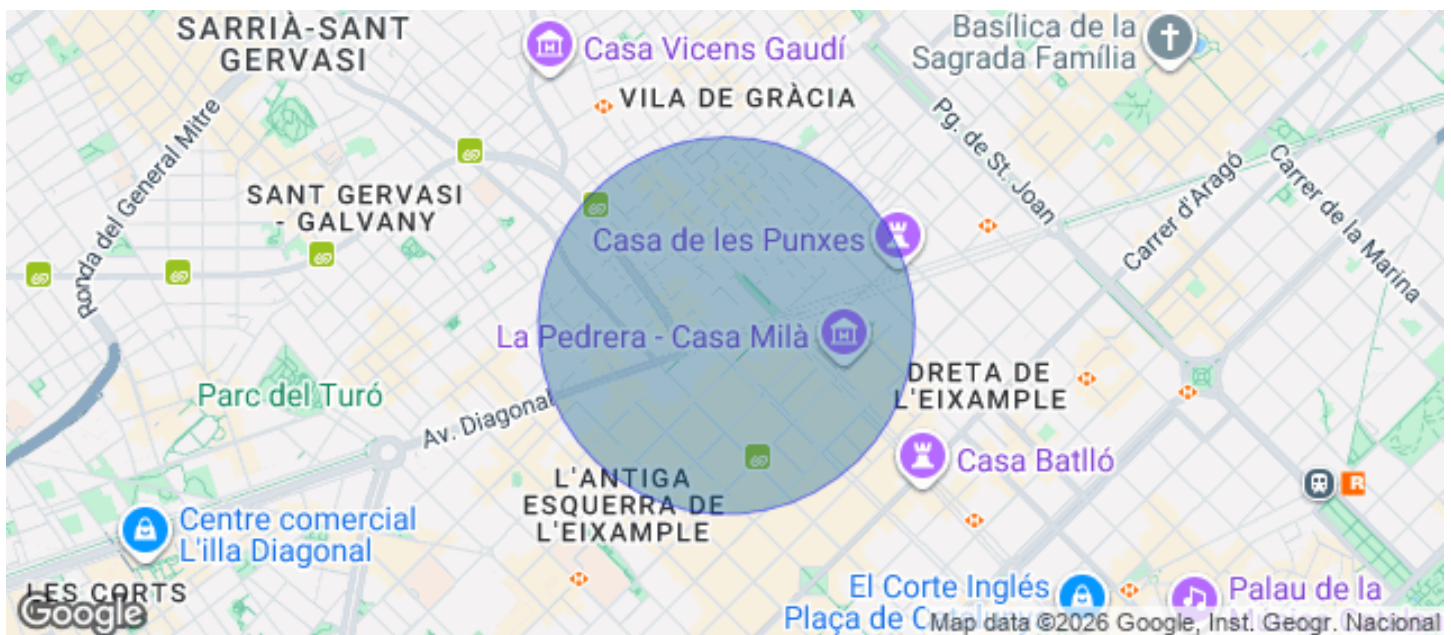 SARRIÀ-SANT
GERVASI
Casa Vicens Gaudí
Basílica de la
Sagrada Família
VILA DE GRÀCIA
Ronda del General Mitre
Pg. de St. Joan
SANT GERVASI
- GALVANY
Carrer d'Aragó
Carrer de la Marina
Casa de les Punxes
La Pedrera - Casa Milà
Parc del Turó
Av. Diagonal
DRETA DE
L'EIXAMPLE
Casa Batlló
L'ANTIGA
ESQUERRA DE
L'EIXAMPLE
R
Centre comercial
L'illa Diagonal
LES CORTS
El Corte Inglés
Plaça de
Palau de la
Google
Map data ©2026 Google, Inst. Geogr. Nacional